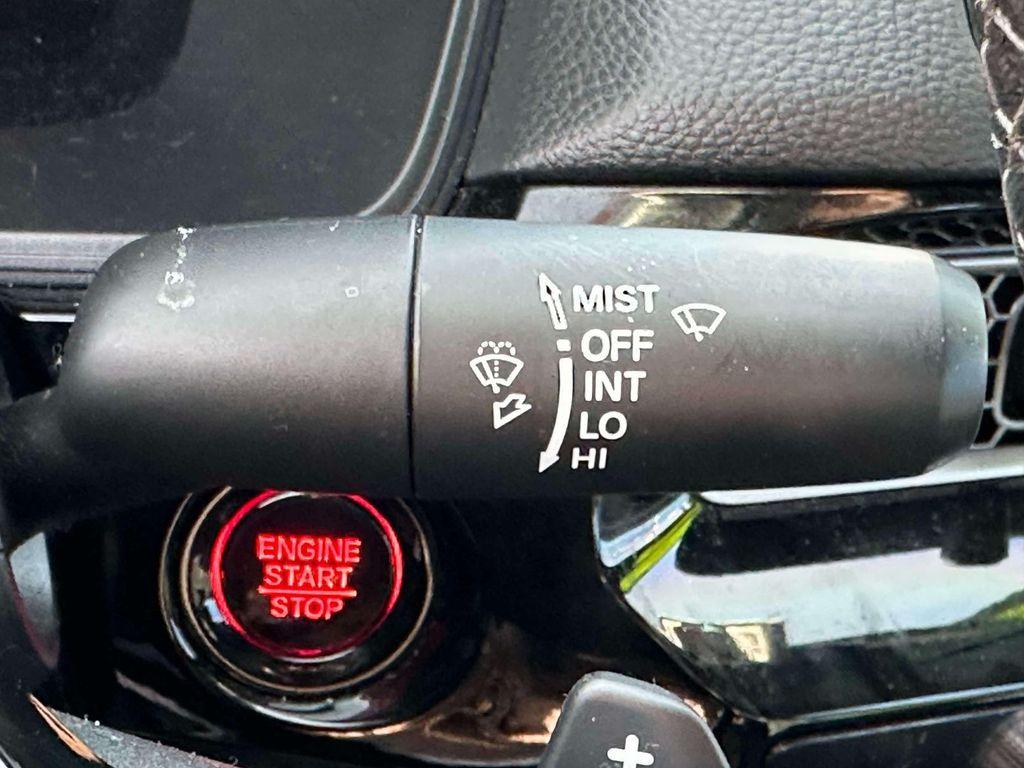 MIST
OFF
INT
LO
HI
ENGINE
START
STOP
+